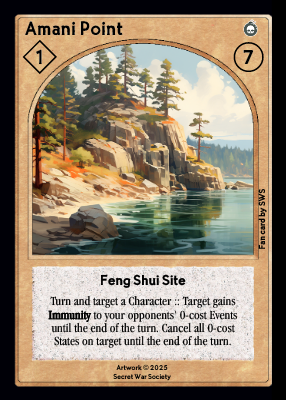 Amani Point
1
7
Fan card by SWS
Feng Shui Site
Turn and target a Character :: Target gains
Immunity to your opponents' 0-cost Events
until the end of the turn. Cancel all 0-cost
States on target until the end of the turn.
Artwork © 2025
Secret War Society